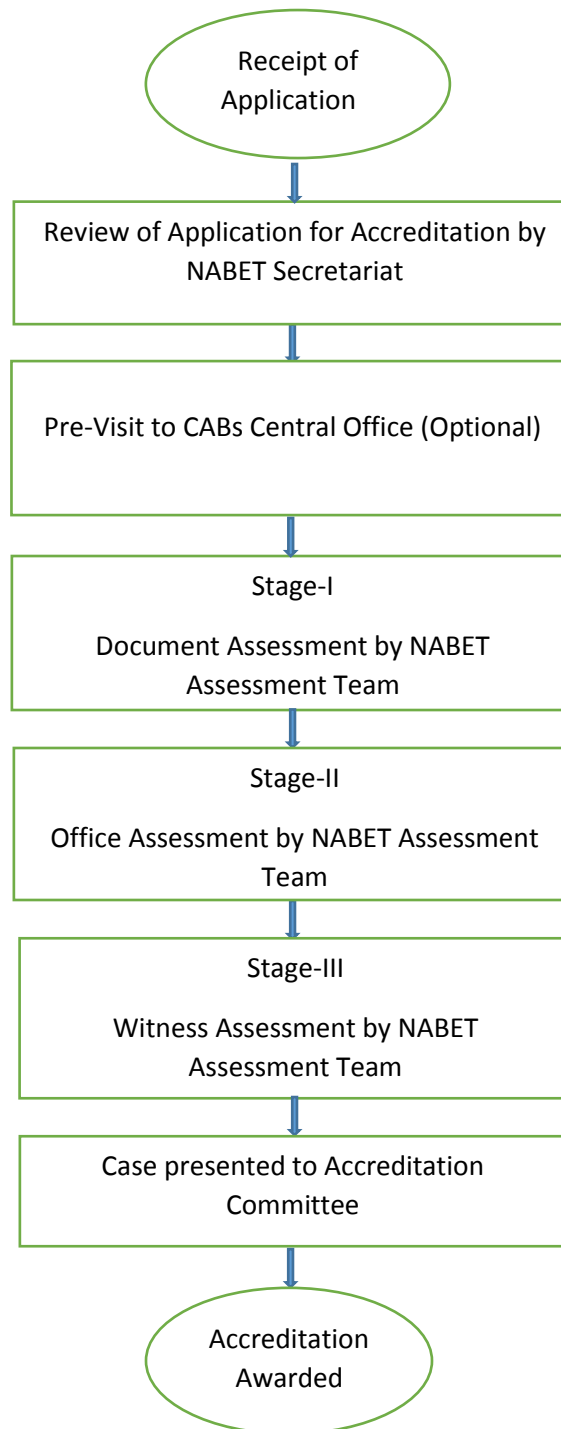 Receipt of
Application
Review of Application for Accreditation by
NABET Secretariat
Pre-Visit to CABs Central Office (Optional)
Stage-I
Document Assessment by NABET
Assessment Team
Stage-II
Office Assessment by NABET Assessment
Team
Stage-III
Witness Assessment by NABET
Assessment Team
Case presented to Accreditation
Committee
Accreditation
Awarded